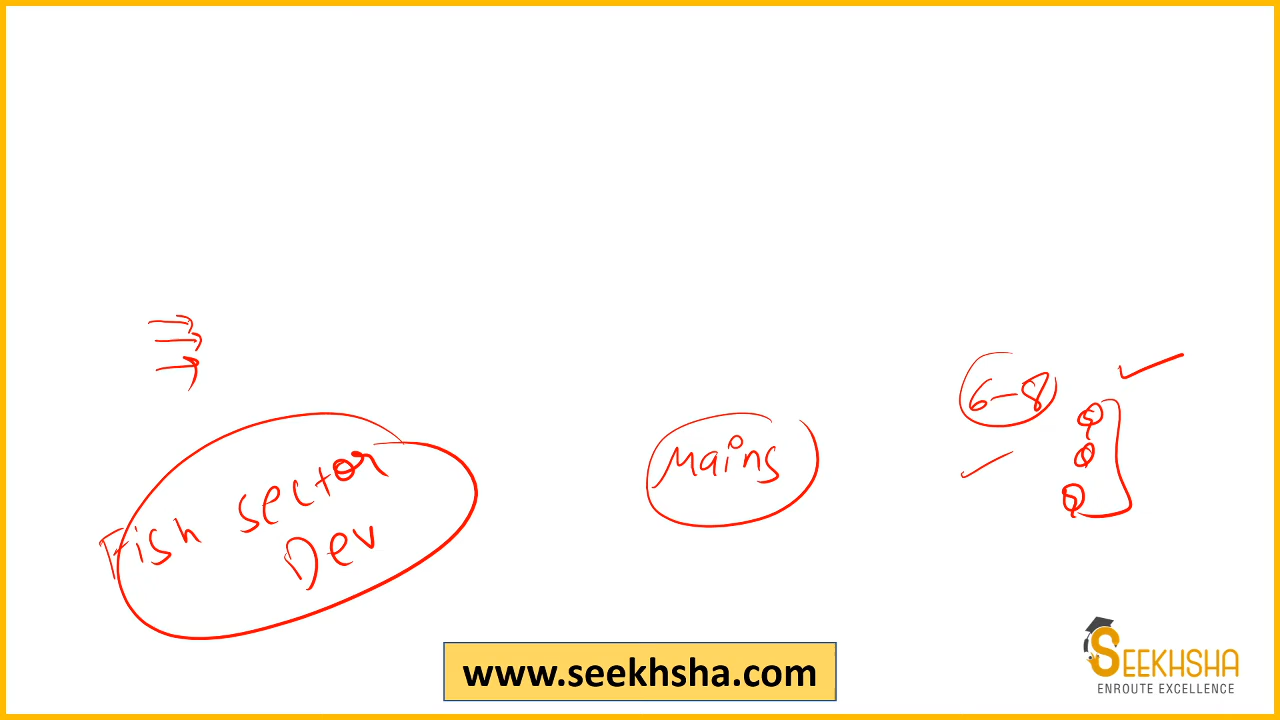 6-8
Mains
Fish sector
Dev
Q
Q
Q
www.seekhsha.com
SEEKHSHA
ENROUTE EXCELLENCE